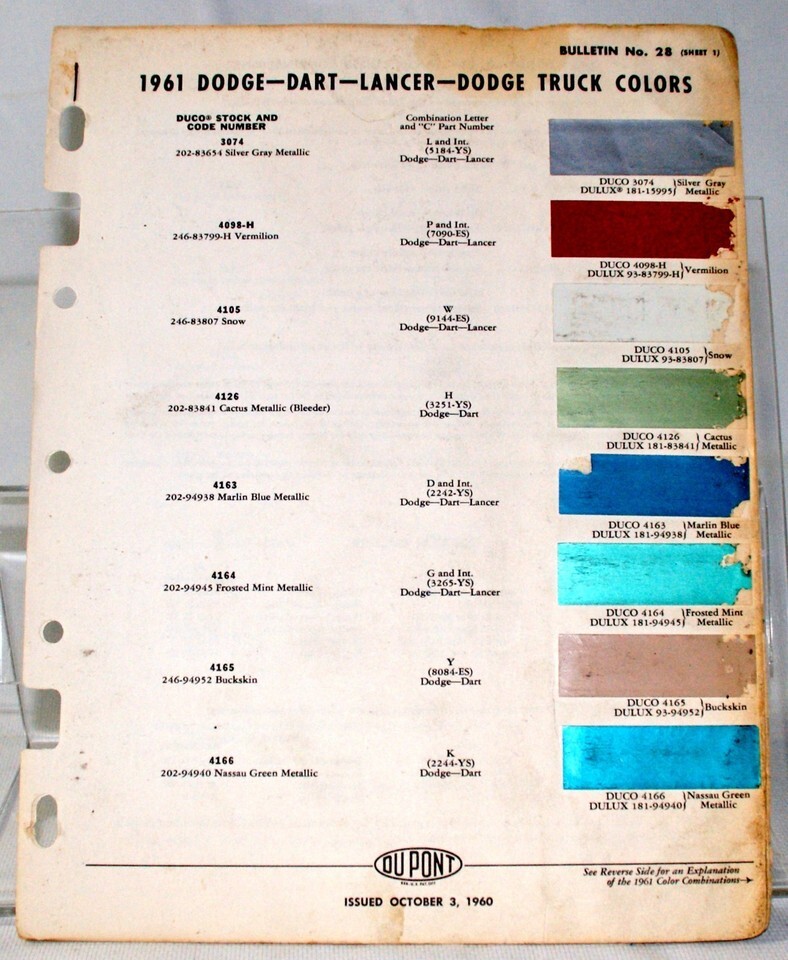 BULLETIN No. 28 (SHEET 1)
1961 DODGE—DART—LANCER—DODGE TRUCK COLORS
DUCO® STOCK AND
CODE NUMBER
Combination Letter
and "C" Part Number
3074
202-83654 Silver Gray Metallic
L and Int.
(5184-YS)
Dodge—Dart—Lancer
DUCO 3074 } Silver Gray
DULUX® 181-15995 } Metallic
4098-H
246-83799-H Vermilion
P and Int.
(7090-ES)
Dodge—Dart—Lancer
DUCO 4098-H
DULUX 93-83799-H } Vermilion
4105
246-83807 Snow
W
(9144-ES)
Dodge—Dart—Lancer
DUCO 4105
DULUX 93-83807 } Snow
4126
202-83841 Cactus Metallic (Bleeder)
H
(3251-YS)
Dodge—Dart
DUCO 4126 } Cactus
DULUX 181-83841 } Metallic
4163
202-94938 Marlin Blue Metallic
D and Int.
(2242-YS)
Dodge—Dart—Lancer
DUCO 4163 } Marlin Blue
DULUX 181-94938 } Metallic
4164
202-94945 Frosted Mint Metallic
G and Int.
(3265-YS)
Dodge—Dart—Lancer
DUCO 4164 } Frosted Mint
DULUX 181-94945 } Metallic
4165
246-94952 Buckskin
Y
(8084-ES)
Dodge—Dart
DUCO 4165
DULUX 93-94952 } Buckskin
4166
202-94940 Nassau Green Metallic
K
(2244-YS)
Dodge—Dart
DUCO 4166 } Nassau Green
DULUX 181-94940 } Metallic
DU PONT
REG. U.S. PAT. OFF.
See Reverse Side for an Explanation
of the 1961 Color Combinations→
ISSUED OCTOBER 3, 1960